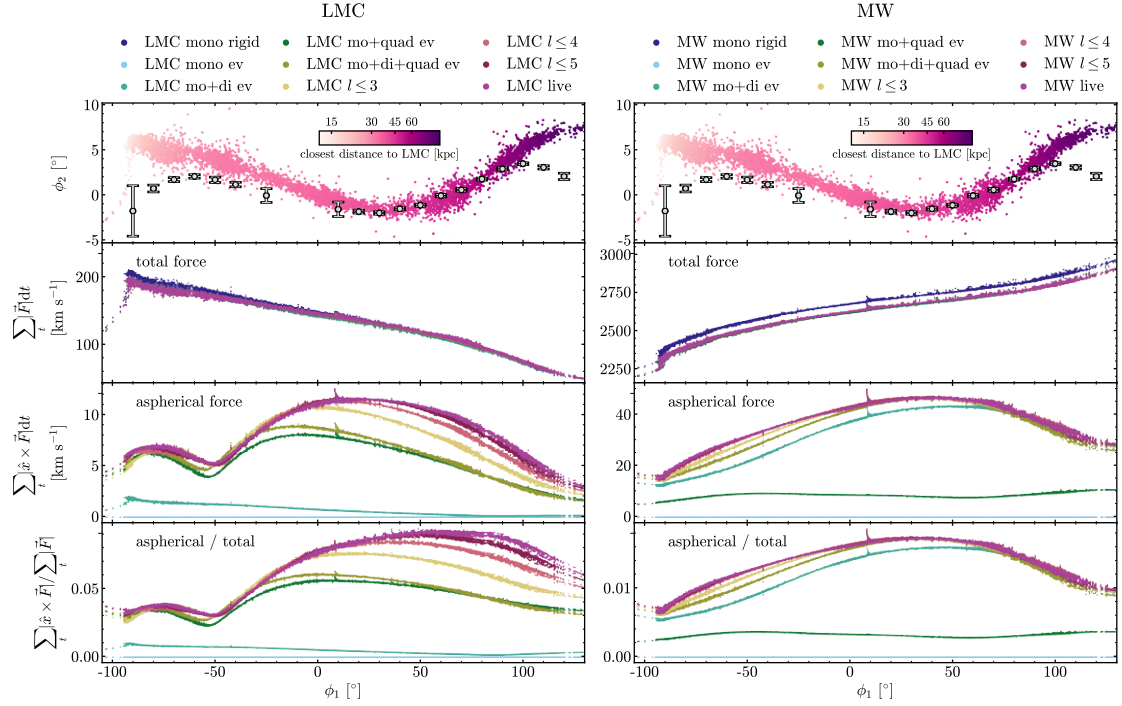 LMC
MW
LMC mono rigid
LMC mono ev
LMC mo+di ev
LMC mo+quad ev
LMC mo+di+quad ev
LMC l ≤ 3
LMC l ≤ 4
LMC l ≤ 5
LMC live
MW mono rigid
MW mono ev
MW mo+di ev
MW mo+quad ev
MW mo+di+quad ev
MW l ≤ 3
MW l ≤ 4
MW l ≤ 5
MW live
10
5
0
-5
ϕ₂ [°]
15 30 45 60
closest distance to LMC [kpc]
10
5
0
-5
15 30 45 60
closest distance to LMC [kpc]
200
100
∑ₜ|F⃗|dt
[km s⁻¹]
total force
3000
2750
2500
2250
total force
10
5
0
∑ₜ|x̂ × F⃗|dt
[km s⁻¹]
aspherical force
40
20
0
aspherical force
0.05
0.00
∑ₜ|x̂ × F⃗|/∑ₜ|F⃗|
aspherical / total
0.01
0.00
aspherical / total
-100 -50 0 50 100
ϕ₁ [°]
-100 -50 0 50 100
ϕ₁ [°]